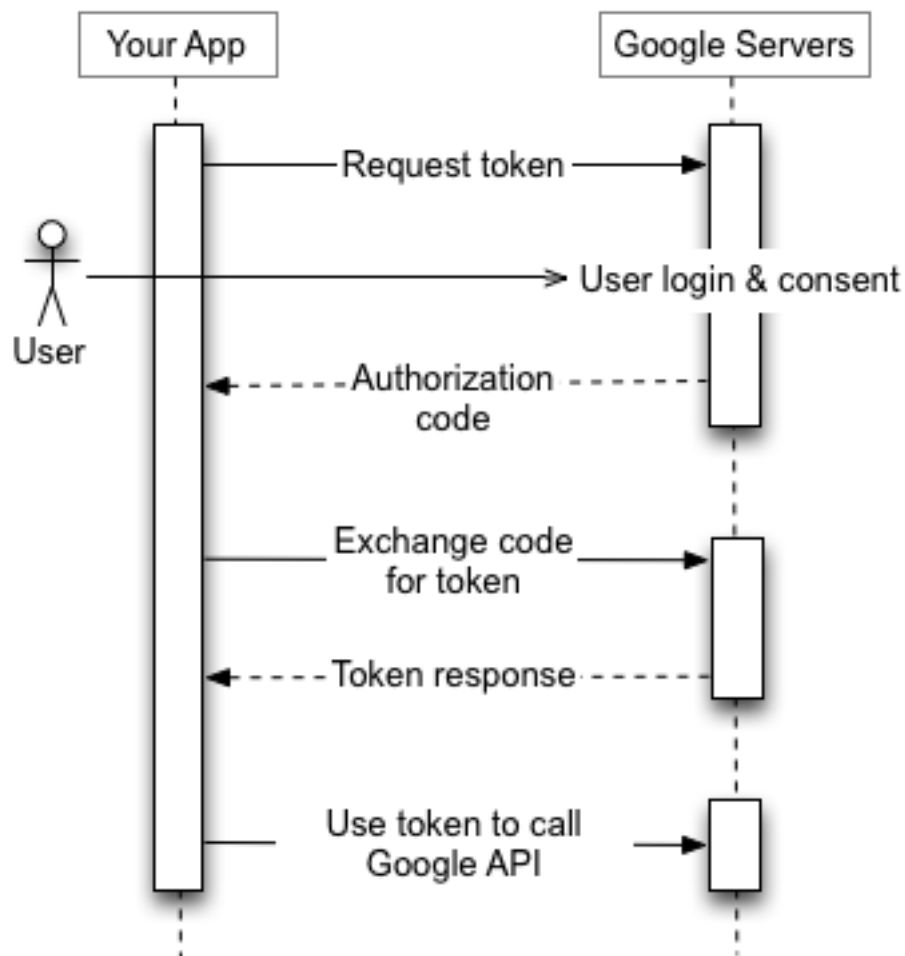 Your App
Google Servers
Request token
User login & consent
User
Authorization
code
Exchange code
for token
Token response
Use token to call
Google API